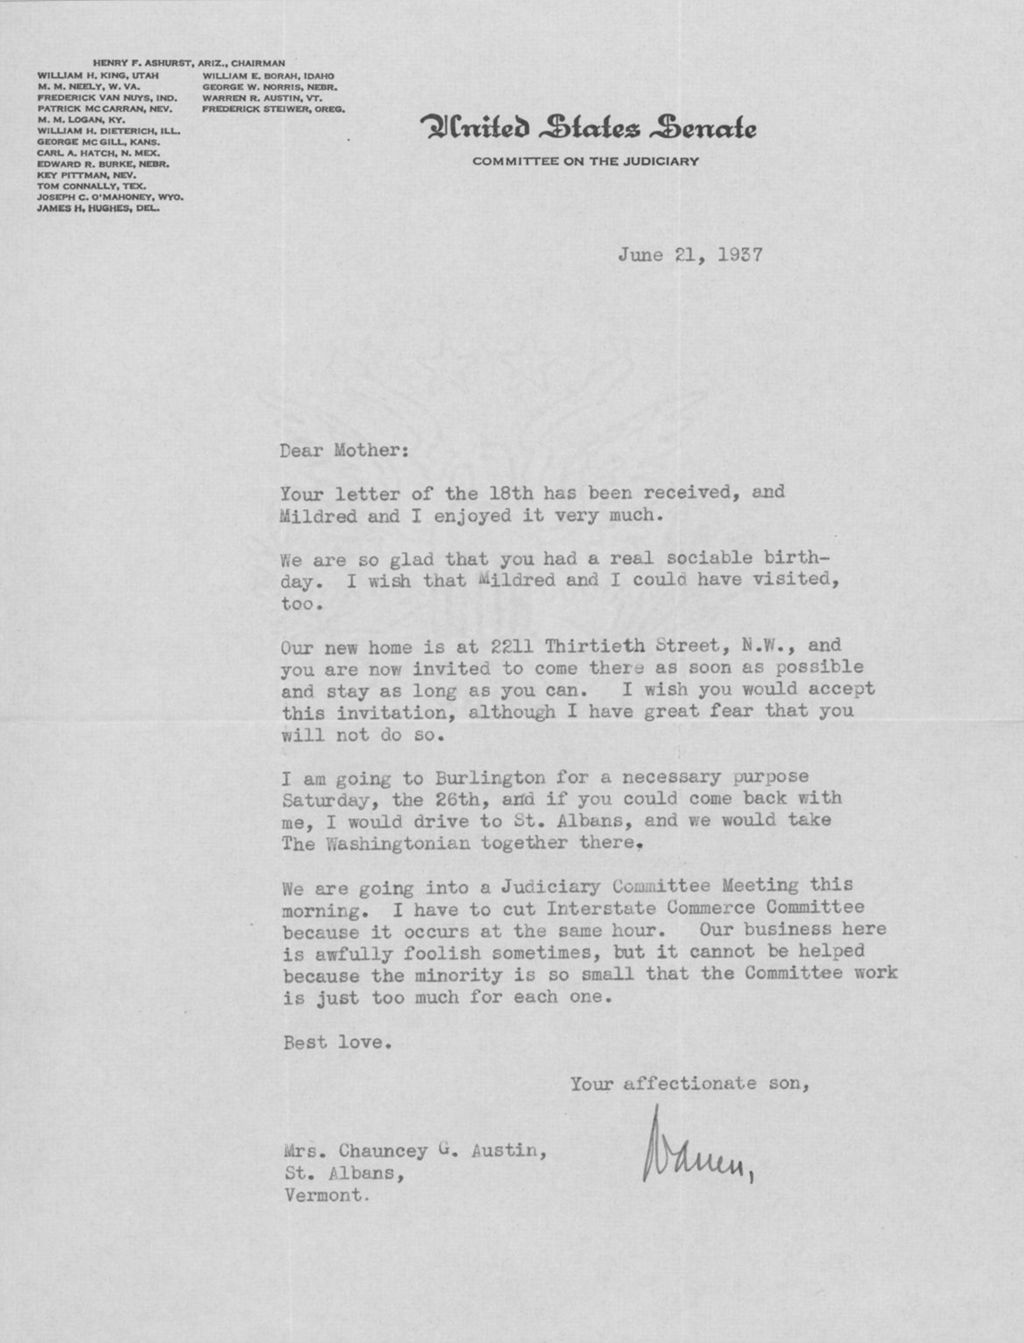 HENRY F. ASHURST, ARIZ., CHAIRMAN
WILLIAM H. KING, UTAH
M. M. NEELY, W. VA.
FREDERICK VAN NUYS, IND.
PATRICK MC CARRAN, NEV.
M. M. LOGAN, KY.
WILLIAM H. DIETERICH, ILL.
GEORGE MC GILL, KANS.
CARL A. HATCH, N. MEX.
EDWARD R. BURKE, NEBR.
KEY PITTMAN, NEV.
TOM CONNALLY, TEX.
JOSEPH C. O'MAHONEY, WYO.
JAMES H. HUGHES, DEL.
WILLIAM E. BORAH, IDAHO
GEORGE W. NORRIS, NEBR.
WARREN R. AUSTIN, VT.
FREDERICK STEIWER, OREG.
United States Senate
COMMITTEE ON THE JUDICIARY
June 21, 1937
Dear Mother:
Your letter of the 18th has been received, and
Mildred and I enjoyed it very much.
We are so glad that you had a real sociable birth-
day. I wish that Mildred and I could have visited,
too.
Our new home is at 2211 Thirtieth Street, N.W., and
you are now invited to come there as soon as possible
and stay as long as you can. I wish you would accept
this invitation, although I have great fear that you
will not do so.
I am going to Burlington for a necessary purpose
Saturday, the 26th, and if you could come back with
me, I would drive to St. Albans, and we would take
The Washingtonian together there.
We are going into a Judiciary Committee Meeting this
morning. I have to cut Interstate Commerce Committee
because it occurs at the same hour. Our business here
is awfully foolish sometimes, but it cannot be helped
because the minority is so small that the Committee work
is just too much for each one.
Best love.
Your affectionate son,
Warren,
Mrs. Chauncey G. Austin,
St. Albans,
Vermont.